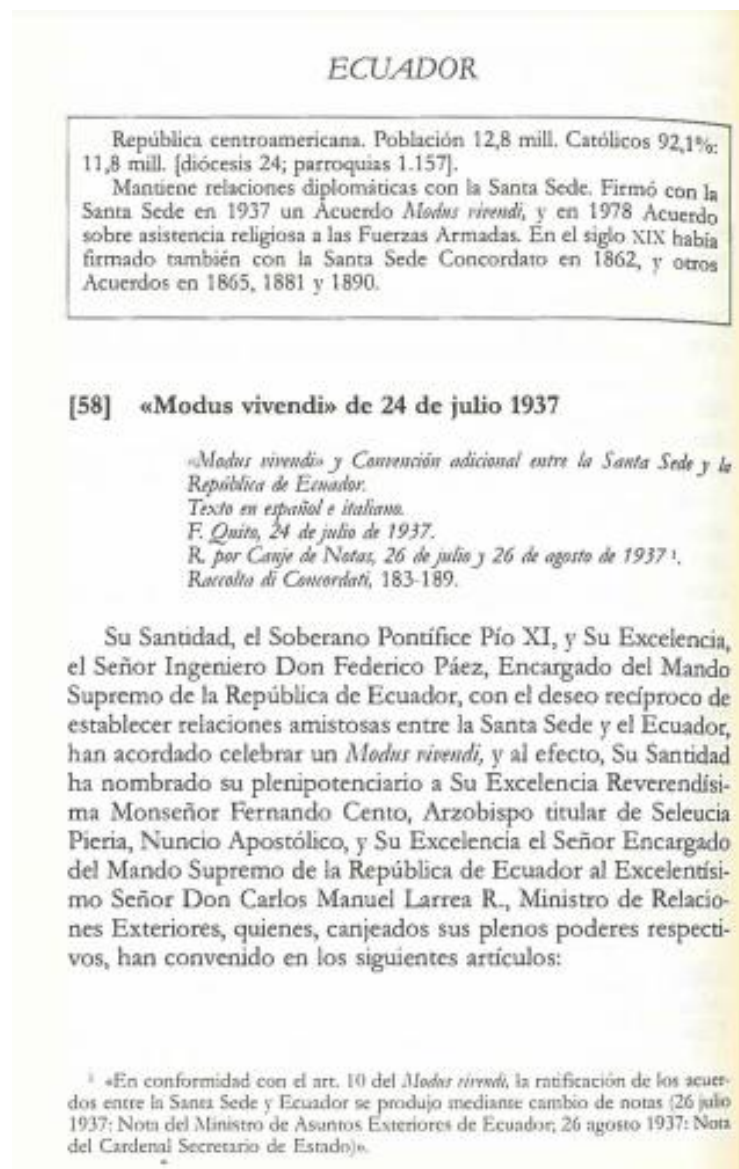 ECUADOR
República centroamericana. Población 12,8 mill. Católicos 92,1%:
11,8 mill. [diócesis 24; parroquias 1.157].
Mantiene relaciones diplomáticas con la Santa Sede. Firmó con la
Santa Sede en 1937 un Acuerdo Modus vivendi, y en 1978 Acuerdo
sobre asistencia religiosa a las Fuerzas Armadas. En el siglo XIX había
firmado también con la Santa Sede Concordato en 1862, y otros
Acuerdos en 1865, 1881 y 1890.
[58] «Modus vivendi» de 24 de julio 1937
«Modus vivendi» y Convención adicional entre la Santa Sede y la
República de Ecuador.
Texto en español e italiano.
F. Quito, 24 de julio de 1937.
R. por Canje de Notas, 26 de julio y 26 de agosto de 1937 ¹.
Raccolta di Concordati, 183-189.
Su Santidad, el Soberano Pontífice Pío XI, y Su Excelencia,
el Señor Ingeniero Don Federico Páez, Encargado del Mando
Supremo de la República de Ecuador, con el deseo recíproco de
establecer relaciones amistosas entre la Santa Sede y el Ecuador,
han acordado celebrar un Modus vivendi, y al efecto, Su Santidad
ha nombrado su plenipotenciario a Su Excelencia Reverendísi-
ma Monseñor Fernando Cento, Arzobispo titular de Seleucia
Pieria, Nuncio Apostólico, y Su Excelencia el Señor Encargado
del Mando Supremo de la República de Ecuador al Excelentísi-
mo Señor Don Carlos Manuel Larrea R., Ministro de Relacio-
nes Exteriores, quienes, canjeados sus plenos poderes respecti-
vos, han convenido en los siguientes artículos:
¹ «En conformidad con el art. 10 del Modus vivendi, la ratificación de los acuer-
dos entre la Santa Sede y Ecuador se produjo mediante cambio de notas (26 julio
1937: Nota del Ministro de Asuntos Exteriores de Ecuador; 26 agosto 1937: Nota
del Cardenal Secretario de Estado)».